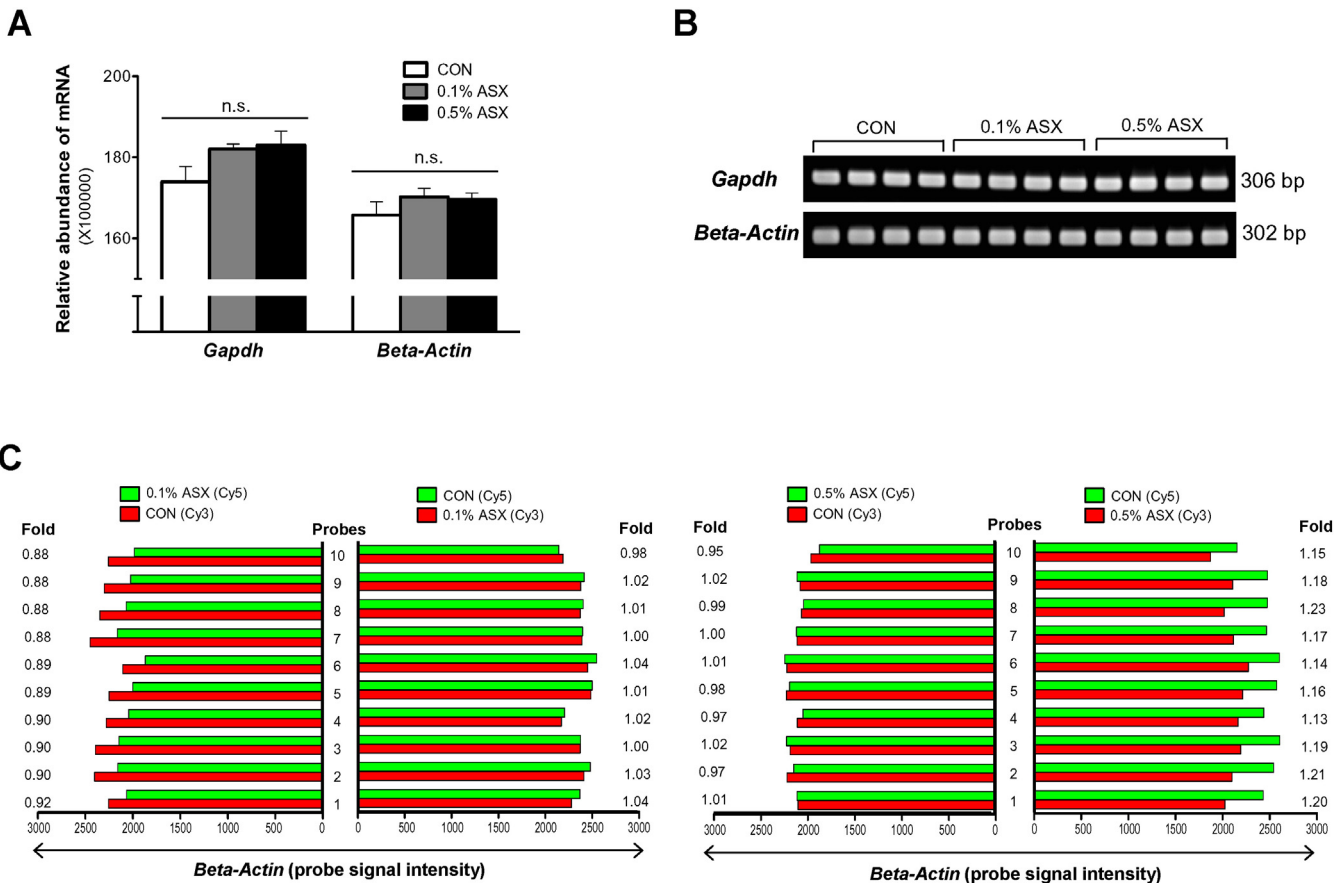 A
Relative abundance of mRNA
(X100000)
200
180
160
CON
0.1% ASX
0.5% ASX
n.s.
n.s.
Gapdh
Beta-Actin
B
CON
0.1% ASX
0.5% ASX
Gapdh
306 bp
Beta-Actin
302 bp
C
0.1% ASX (Cy5)
CON (Cy3)
CON (Cy5)
0.1% ASX (Cy3)
Fold
Probes
Fold
0.88
10
0.98
0.88
9
1.02
0.88
8
1.01
0.88
7
1.00
0.89
6
1.04
0.89
5
1.01
0.90
4
1.02
0.90
3
1.00
0.90
2
1.03
0.92
1
1.04
3000 2500 2000 1500 1000 500 0
0 500 1000 1500 2000 2500 3000
Beta-Actin (probe signal intensity)
0.5% ASX (Cy5)
CON (Cy3)
CON (Cy5)
0.5% ASX (Cy3)
Fold
Probes
Fold
0.95
10
1.15
1.02
9
1.18
0.99
8
1.23
1.00
7
1.17
1.01
6
1.14
0.98
5
1.16
0.97
4
1.13
1.02
3
1.19
0.97
2
1.21
1.01
1
1.20
3000 2500 2000 1500 1000 500 0
0 500 1000 1500 2000 2500 3000
Beta-Actin (probe signal intensity)